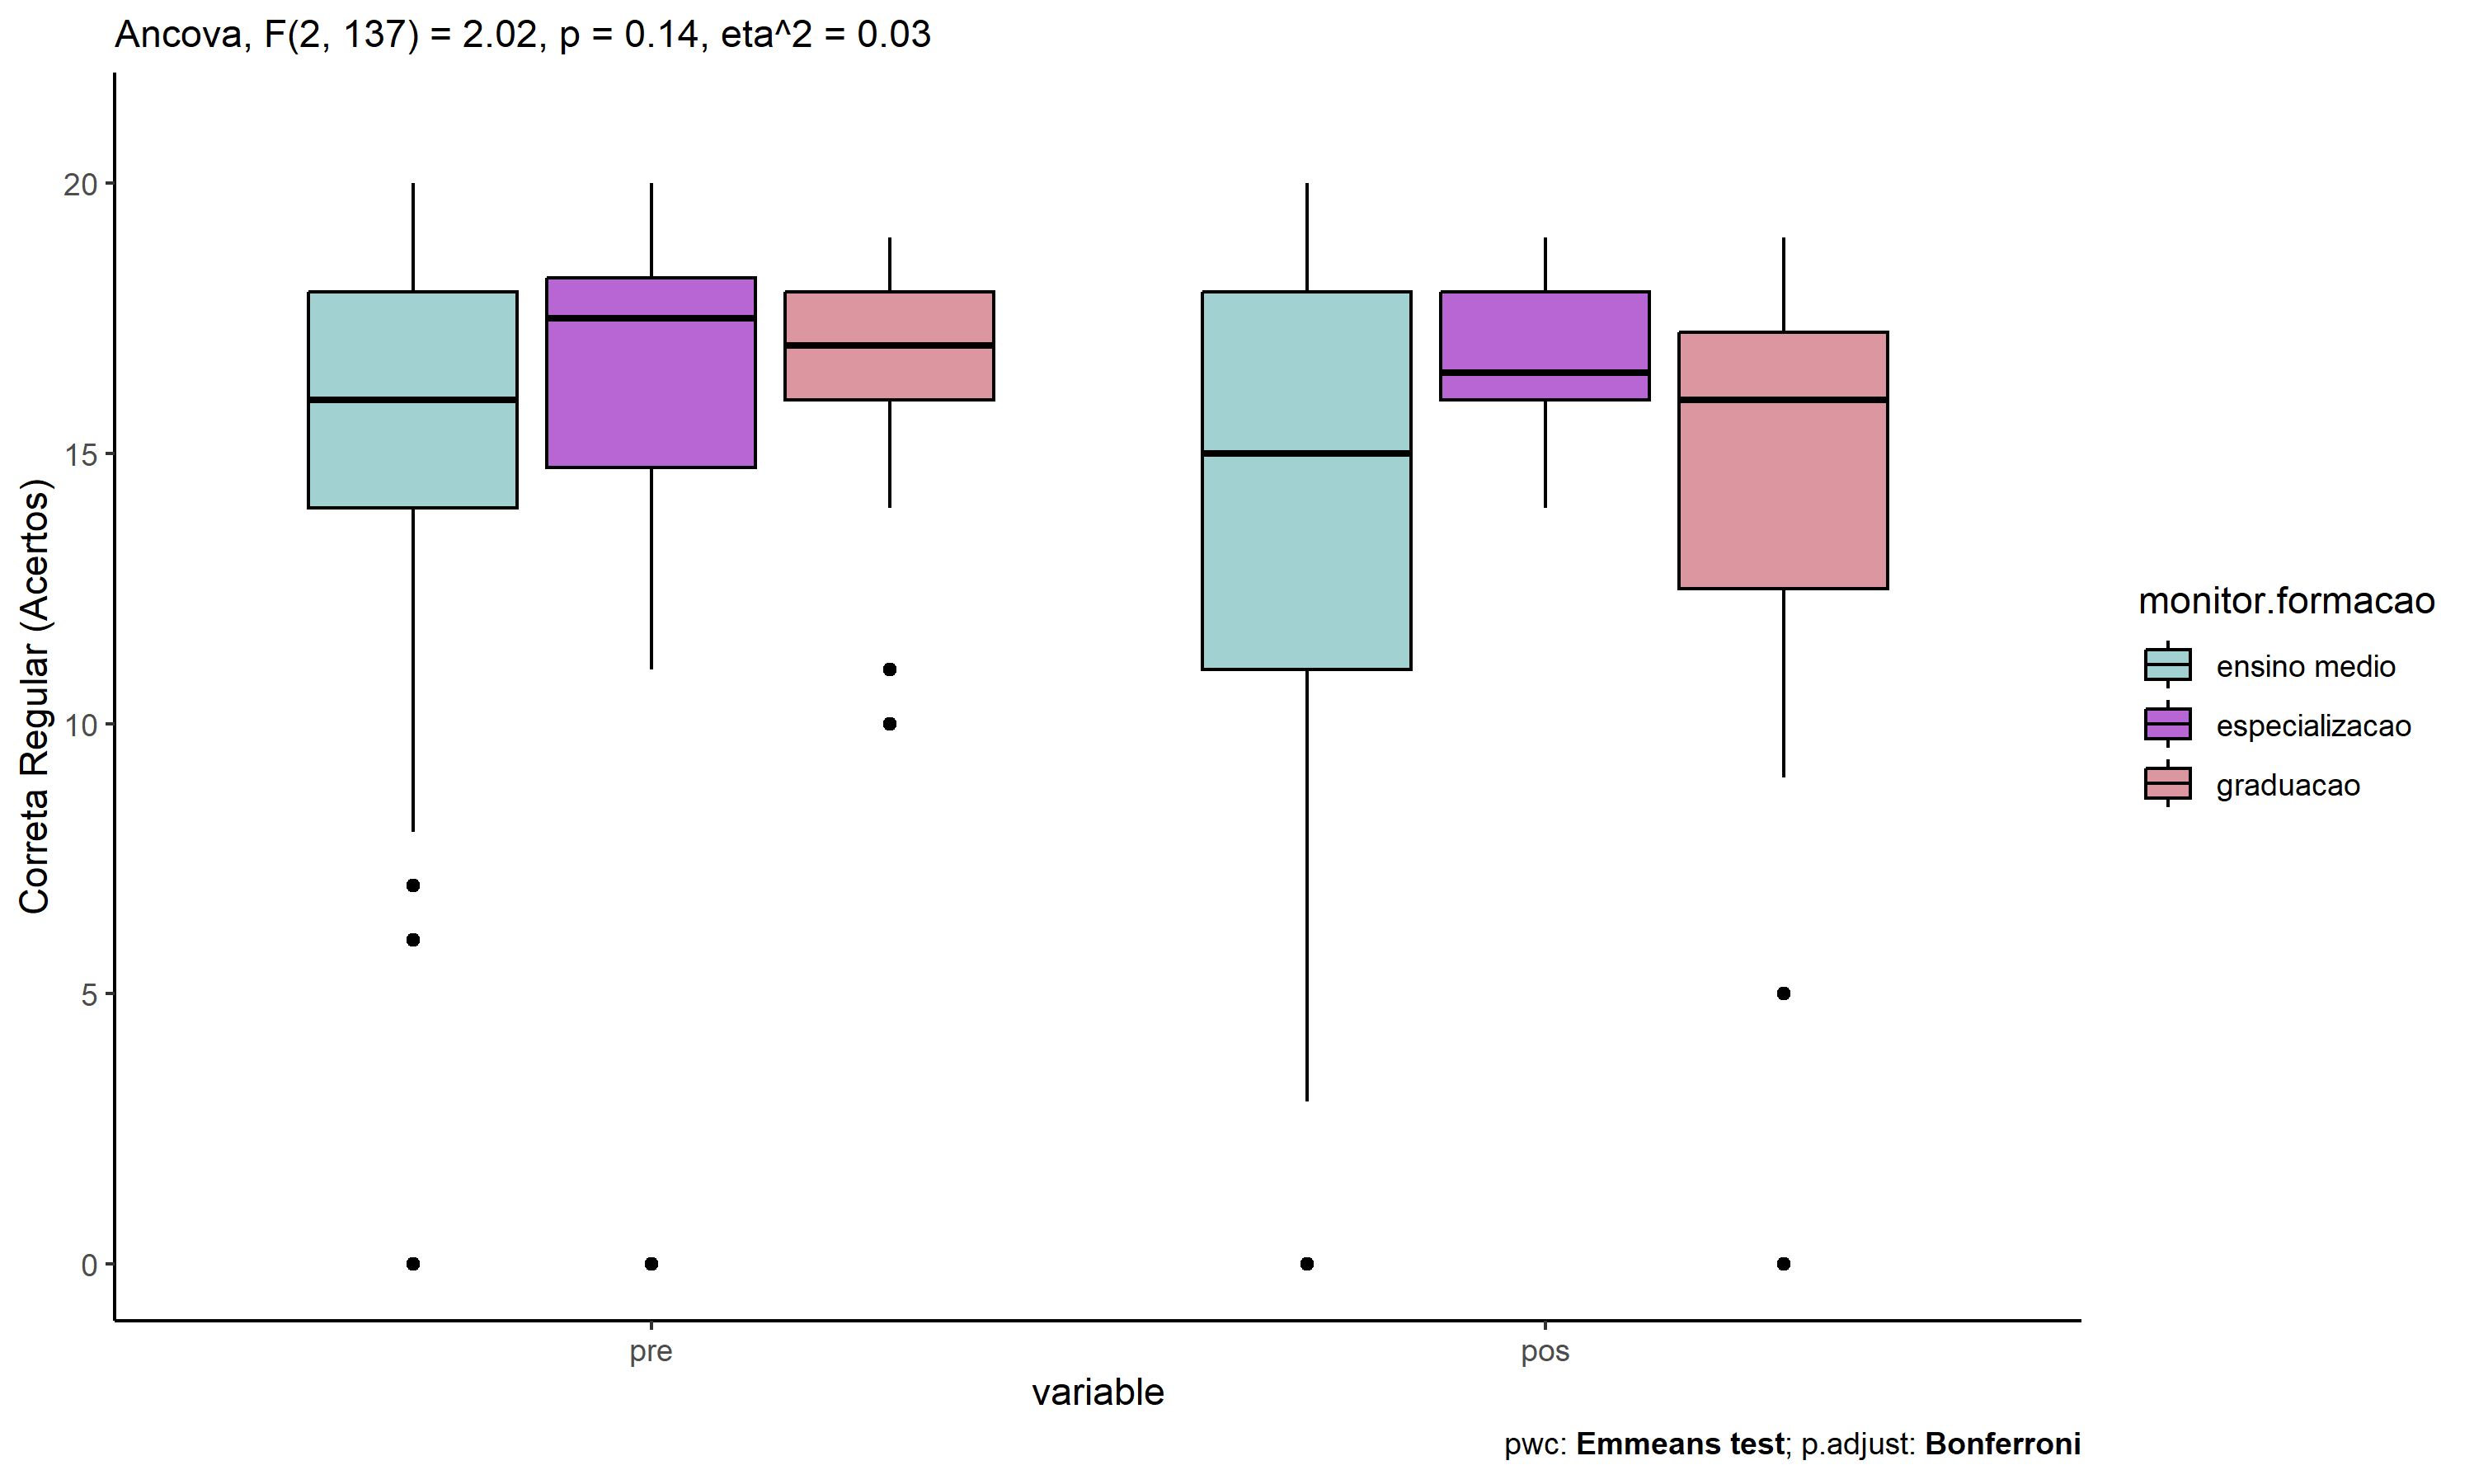 Ancova, F(2, 137) = 2.02, p = 0.14, eta^2 = 0.03
Correta Regular (Acertos)
20
15
10
5
0
pre
pos
variable
monitor.formacao
ensino medio
especializacao
graduacao
pwc: Emmeans test; p.adjust: Bonferroni